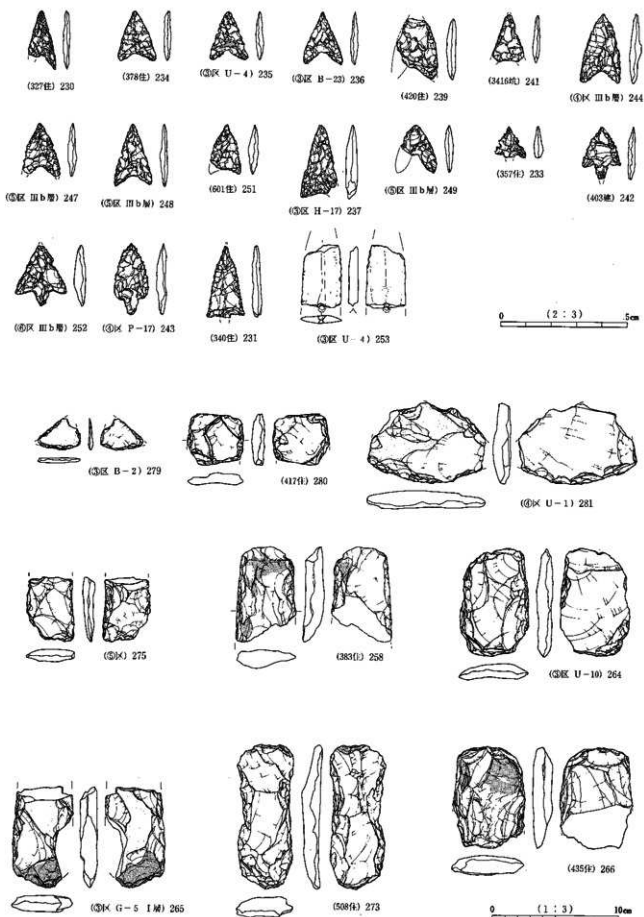 (327住) 230
(378住) 234
(③区 U-4) 235
(③区 B-23) 236
(420住) 239
(3416坑) 241
(④区 Ⅲb層) 244
(⑤区 Ⅲb層) 247
(⑤区 Ⅲb層) 248
(601住) 251
(③区 H-17) 237
(⑤区 Ⅲb層) 249
(357住) 233
(403建) 242
(⑥区 Ⅲb層) 252
(④区 P-17) 243
(340住) 231
(③区 U-4) 253
0 (2:3) 5cm
(③区 B-2) 279
(417住) 280
(④区 U-1) 281
(⑤区) 275
(383住) 258
(③区 U-10) 264
(③区 G-5 Ⅰ層) 265
(508住) 273
(435住) 266
0 (1:3) 10cm